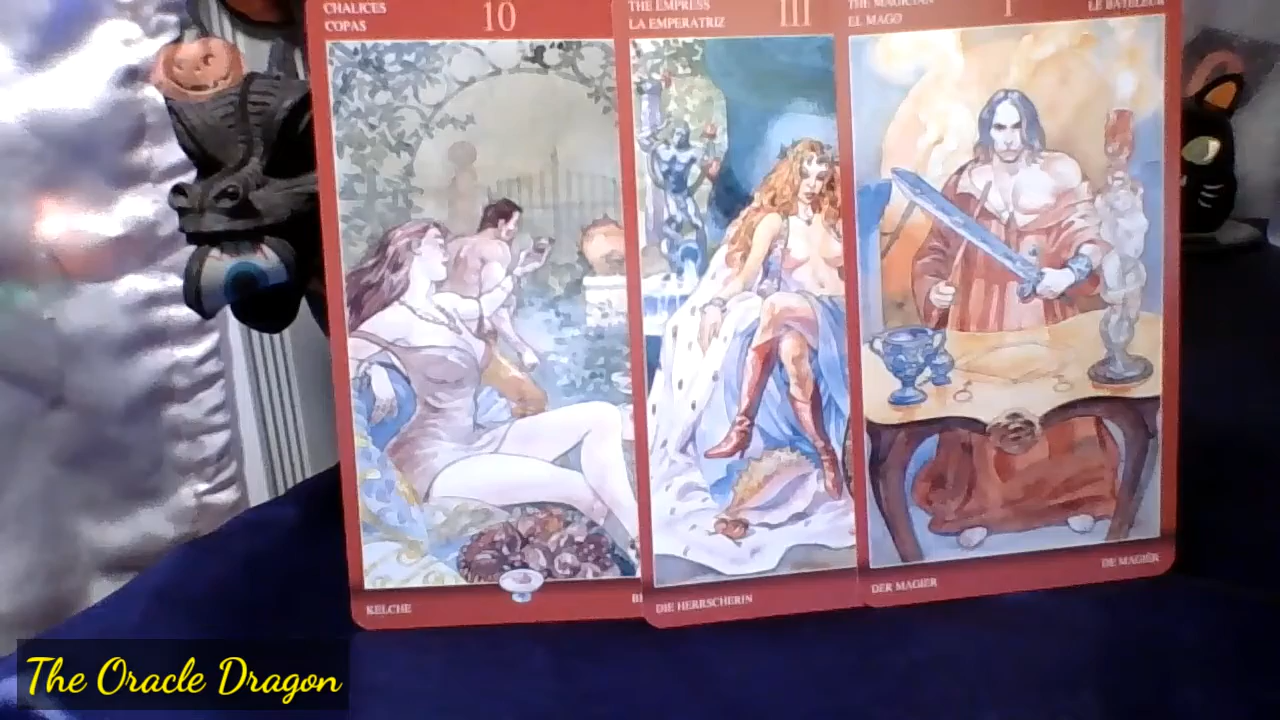 CHALICES
COPAS
10
THE EMPRESS
LA EMPERATRIZ
III
THE MAGICIAN
EL MAGO
I
LE BATELEUR
KELCHE
DIE HERRSCHERIN
DER MAGIER
DE MAGIËR
The Oracle Dragon